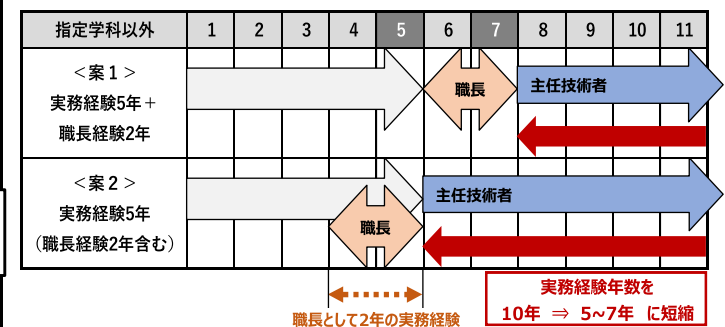 指定学科以外 1 2 3 4 5 6 7 8 9 10 11
＜案１＞
実務経験5年＋
職長経験2年
職長
主任技術者
＜案２＞
実務経験5年
（職長経験2年含む）
職長
主任技術者
職長として2年の実務経験
実務経験年数を
10年 ⇒ 5~7年 に短縮